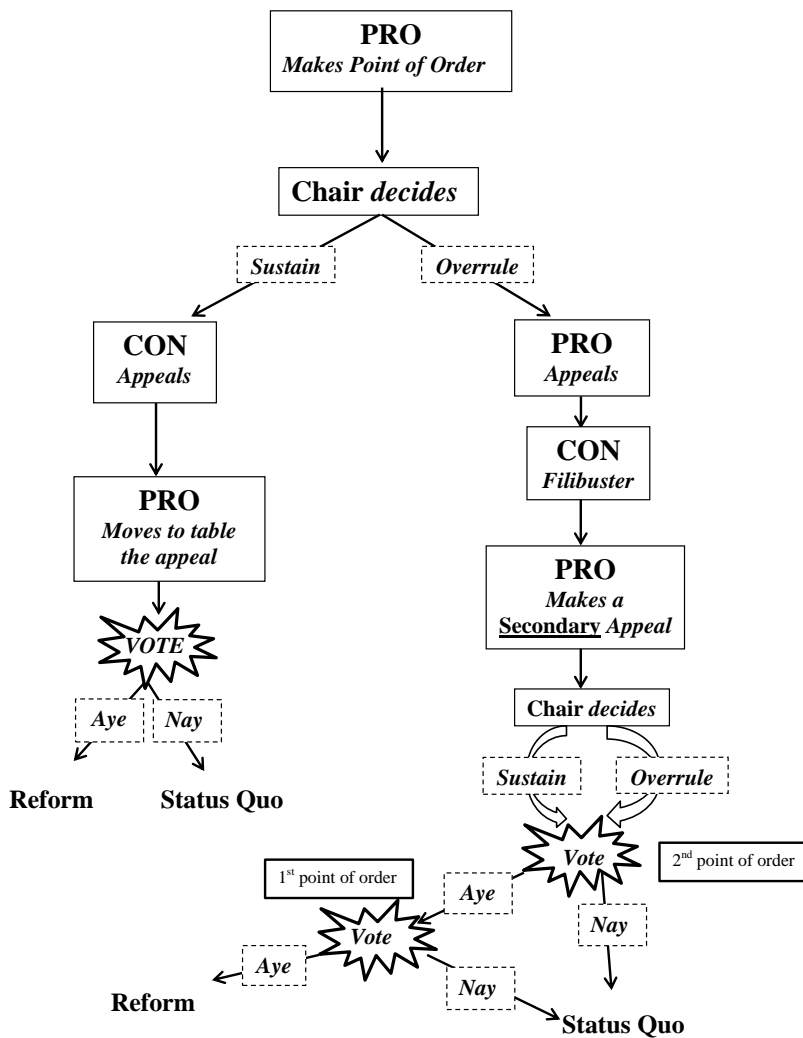 PRO
Makes Point of Order
Chair decides
Sustain
Overrule
CON
Appeals
PRO
Appeals
CON
Filibuster
PRO
Moves to table
the appeal
PRO
Makes a
Secondary Appeal
VOTE
Aye
Nay
Chair decides
Reform
Status Quo
Sustain
Overrule
Vote
2nd point of order
1st point of order
Aye
Vote
Nay
Aye
Nay
Reform
Status Quo